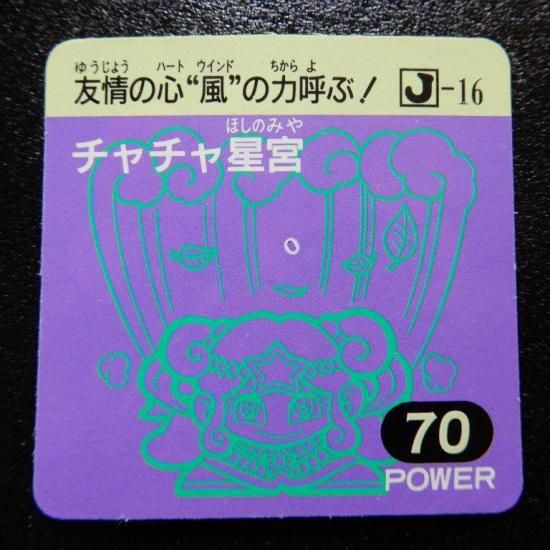 ゆうじょう ハート ウインド ちから よ
友情の心“風”の力呼ぶ! J-16
ほしのみや
チャチャ星宮
70
POWER